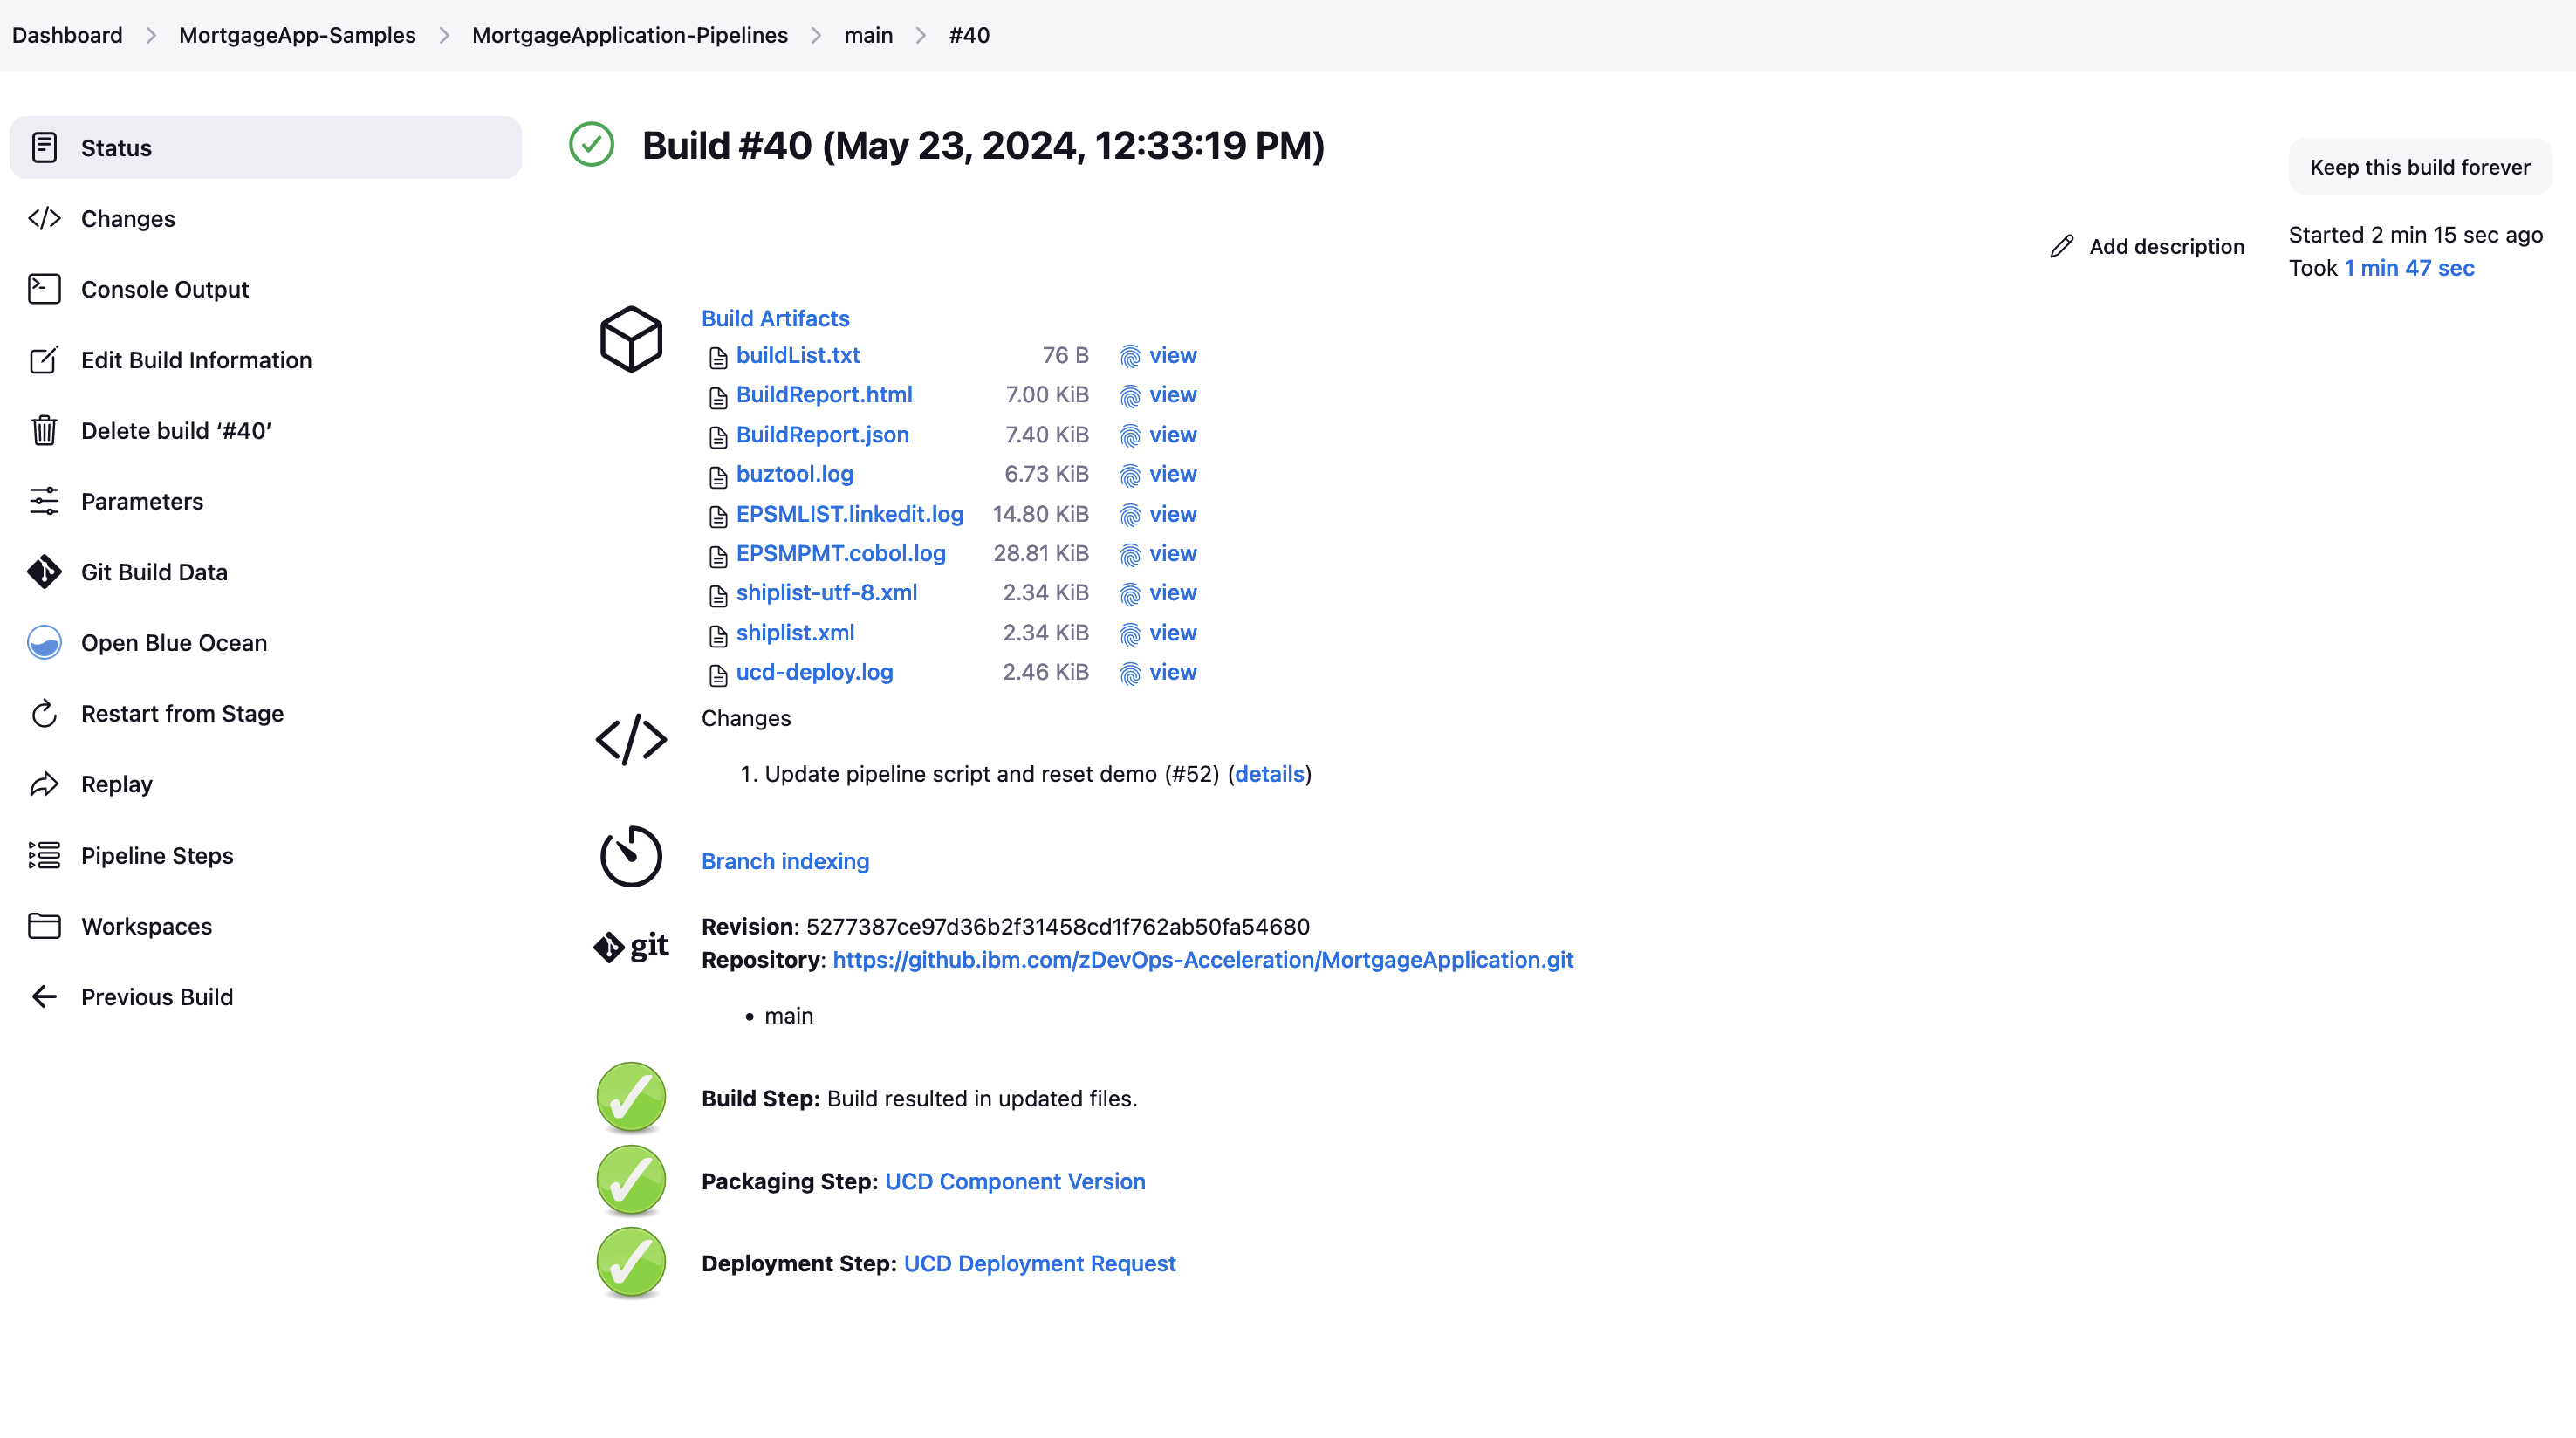 Dashboard > MortgageApp-Samples > MortgageApplication-Pipelines > main > #40
Status
Changes
Console Output
Edit Build Information
Delete build ‘#40’
Parameters
Git Build Data
Open Blue Ocean
Restart from Stage
Replay
Pipeline Steps
Workspaces
Previous Build
Build #40 (May 23, 2024, 12:33:19 PM)
Keep this build forever
Add description
Started 2 min 15 sec ago
Took 1 min 47 sec
Build Artifacts
buildList.txt 76 B view
BuildReport.html 7.00 KiB view
BuildReport.json 7.40 KiB view
buztool.log 6.73 KiB view
EPSMLIST.linkedit.log 14.80 KiB view
EPSMPMT.cobol.log 28.81 KiB view
shiplist-utf-8.xml 2.34 KiB view
shiplist.xml 2.34 KiB view
ucd-deploy.log 2.46 KiB view
Changes
1. Update pipeline script and reset demo (#52) (details)
Branch indexing
git
Revision: 5277387ce97d36b2f31458cd1f762ab50fa54680
Repository: https://github.ibm.com/zDevOps-Acceleration/MortgageApplication.git
• main
Build Step: Build resulted in updated files.
Packaging Step: UCD Component Version
Deployment Step: UCD Deployment Request